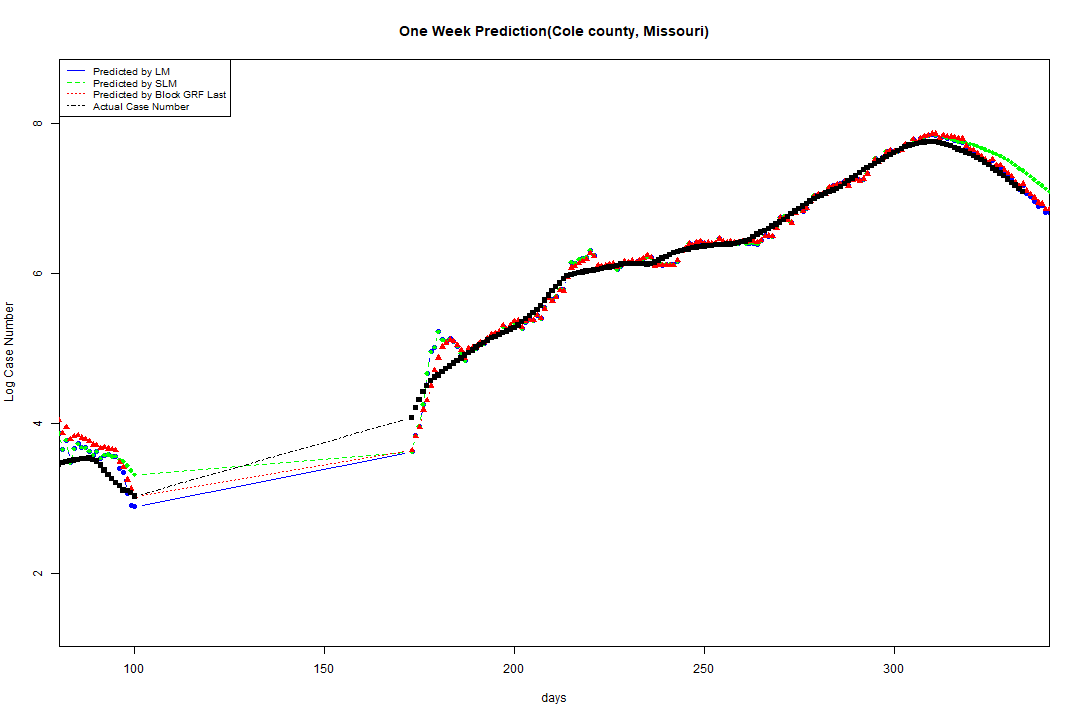 One Week Prediction(Cole county, Missouri)
Predicted by LM
Predicted by SLM
Predicted by Block GRF Last
Actual Case Number
8
6
4
2
Log Case Number
100 150 200 250 300
days